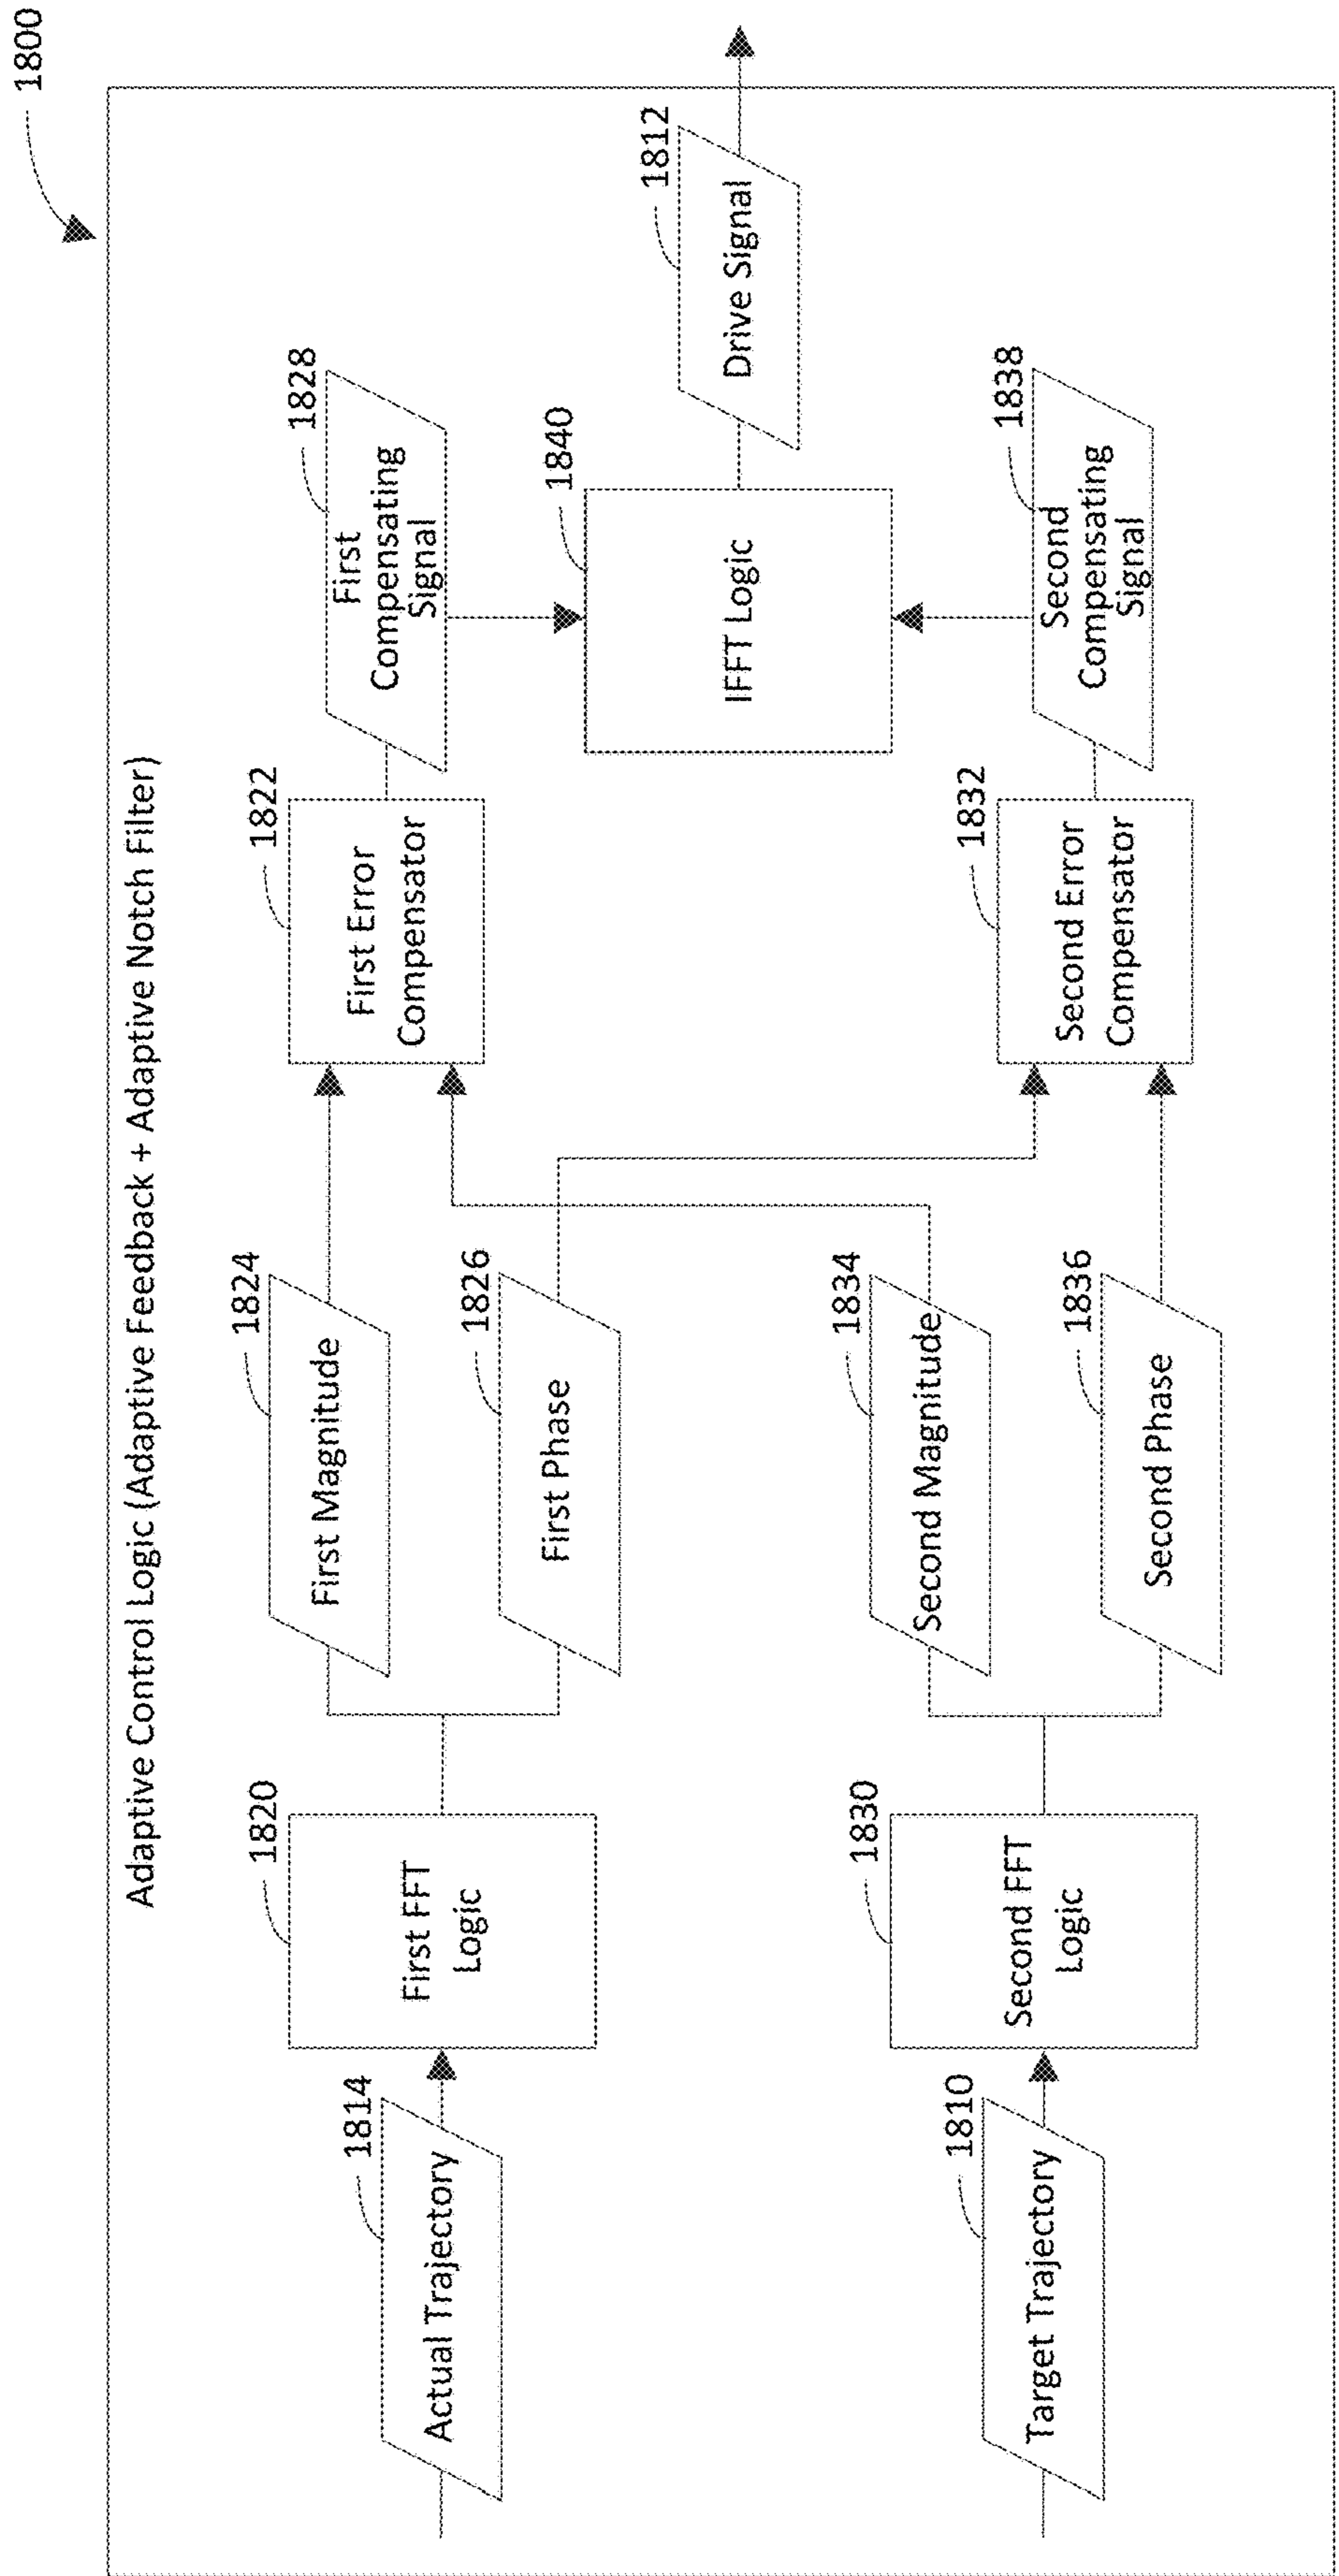 1800
Adaptive Control Logic (Adaptive Feedback + Adaptive Notch Filter)
1814
Actual Trajectory
1820
First FFT
Logic
1824
First Magnitude
1826
First Phase
1822
First Error
Compensator
1828
First
Compensating
Signal
1840
IFFT Logic
1812
Drive Signal
1810
Target Trajectory
1830
Second FFT
Logic
1834
Second Magnitude
1836
Second Phase
1832
Second Error
Compensator
1838
Second
Compensating
Signal